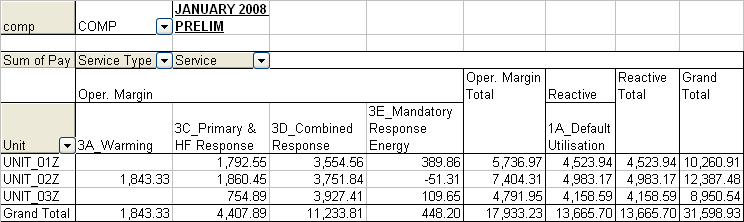 JANUARY 2008
comp COMP PRELIM
Sum of Pay Service Type Service
Oper. Margin Reactive Grand
Oper. Margin Total Reactive Total Total
3E_Mandatory
3C_Primary & 3D_Combined Response 1A_Default
Unit 3A_Warming HF Response Response Energy Utilisation
UNIT_01Z 1,792.55 3,554.56 389.86 5,736.97 4,523.94 4,523.94 10,260.91
UNIT_02Z 1,843.33 1,860.45 3,751.84 -51.31 7,404.31 4,983.17 4,983.17 12,387.48
UNIT_03Z 754.89 3,927.41 109.65 4,791.95 4,158.59 4,158.59 8,950.54
Grand Total 1,843.33 4,407.89 11,233.81 448.20 17,933.23 13,665.70 13,665.70 31,598.93